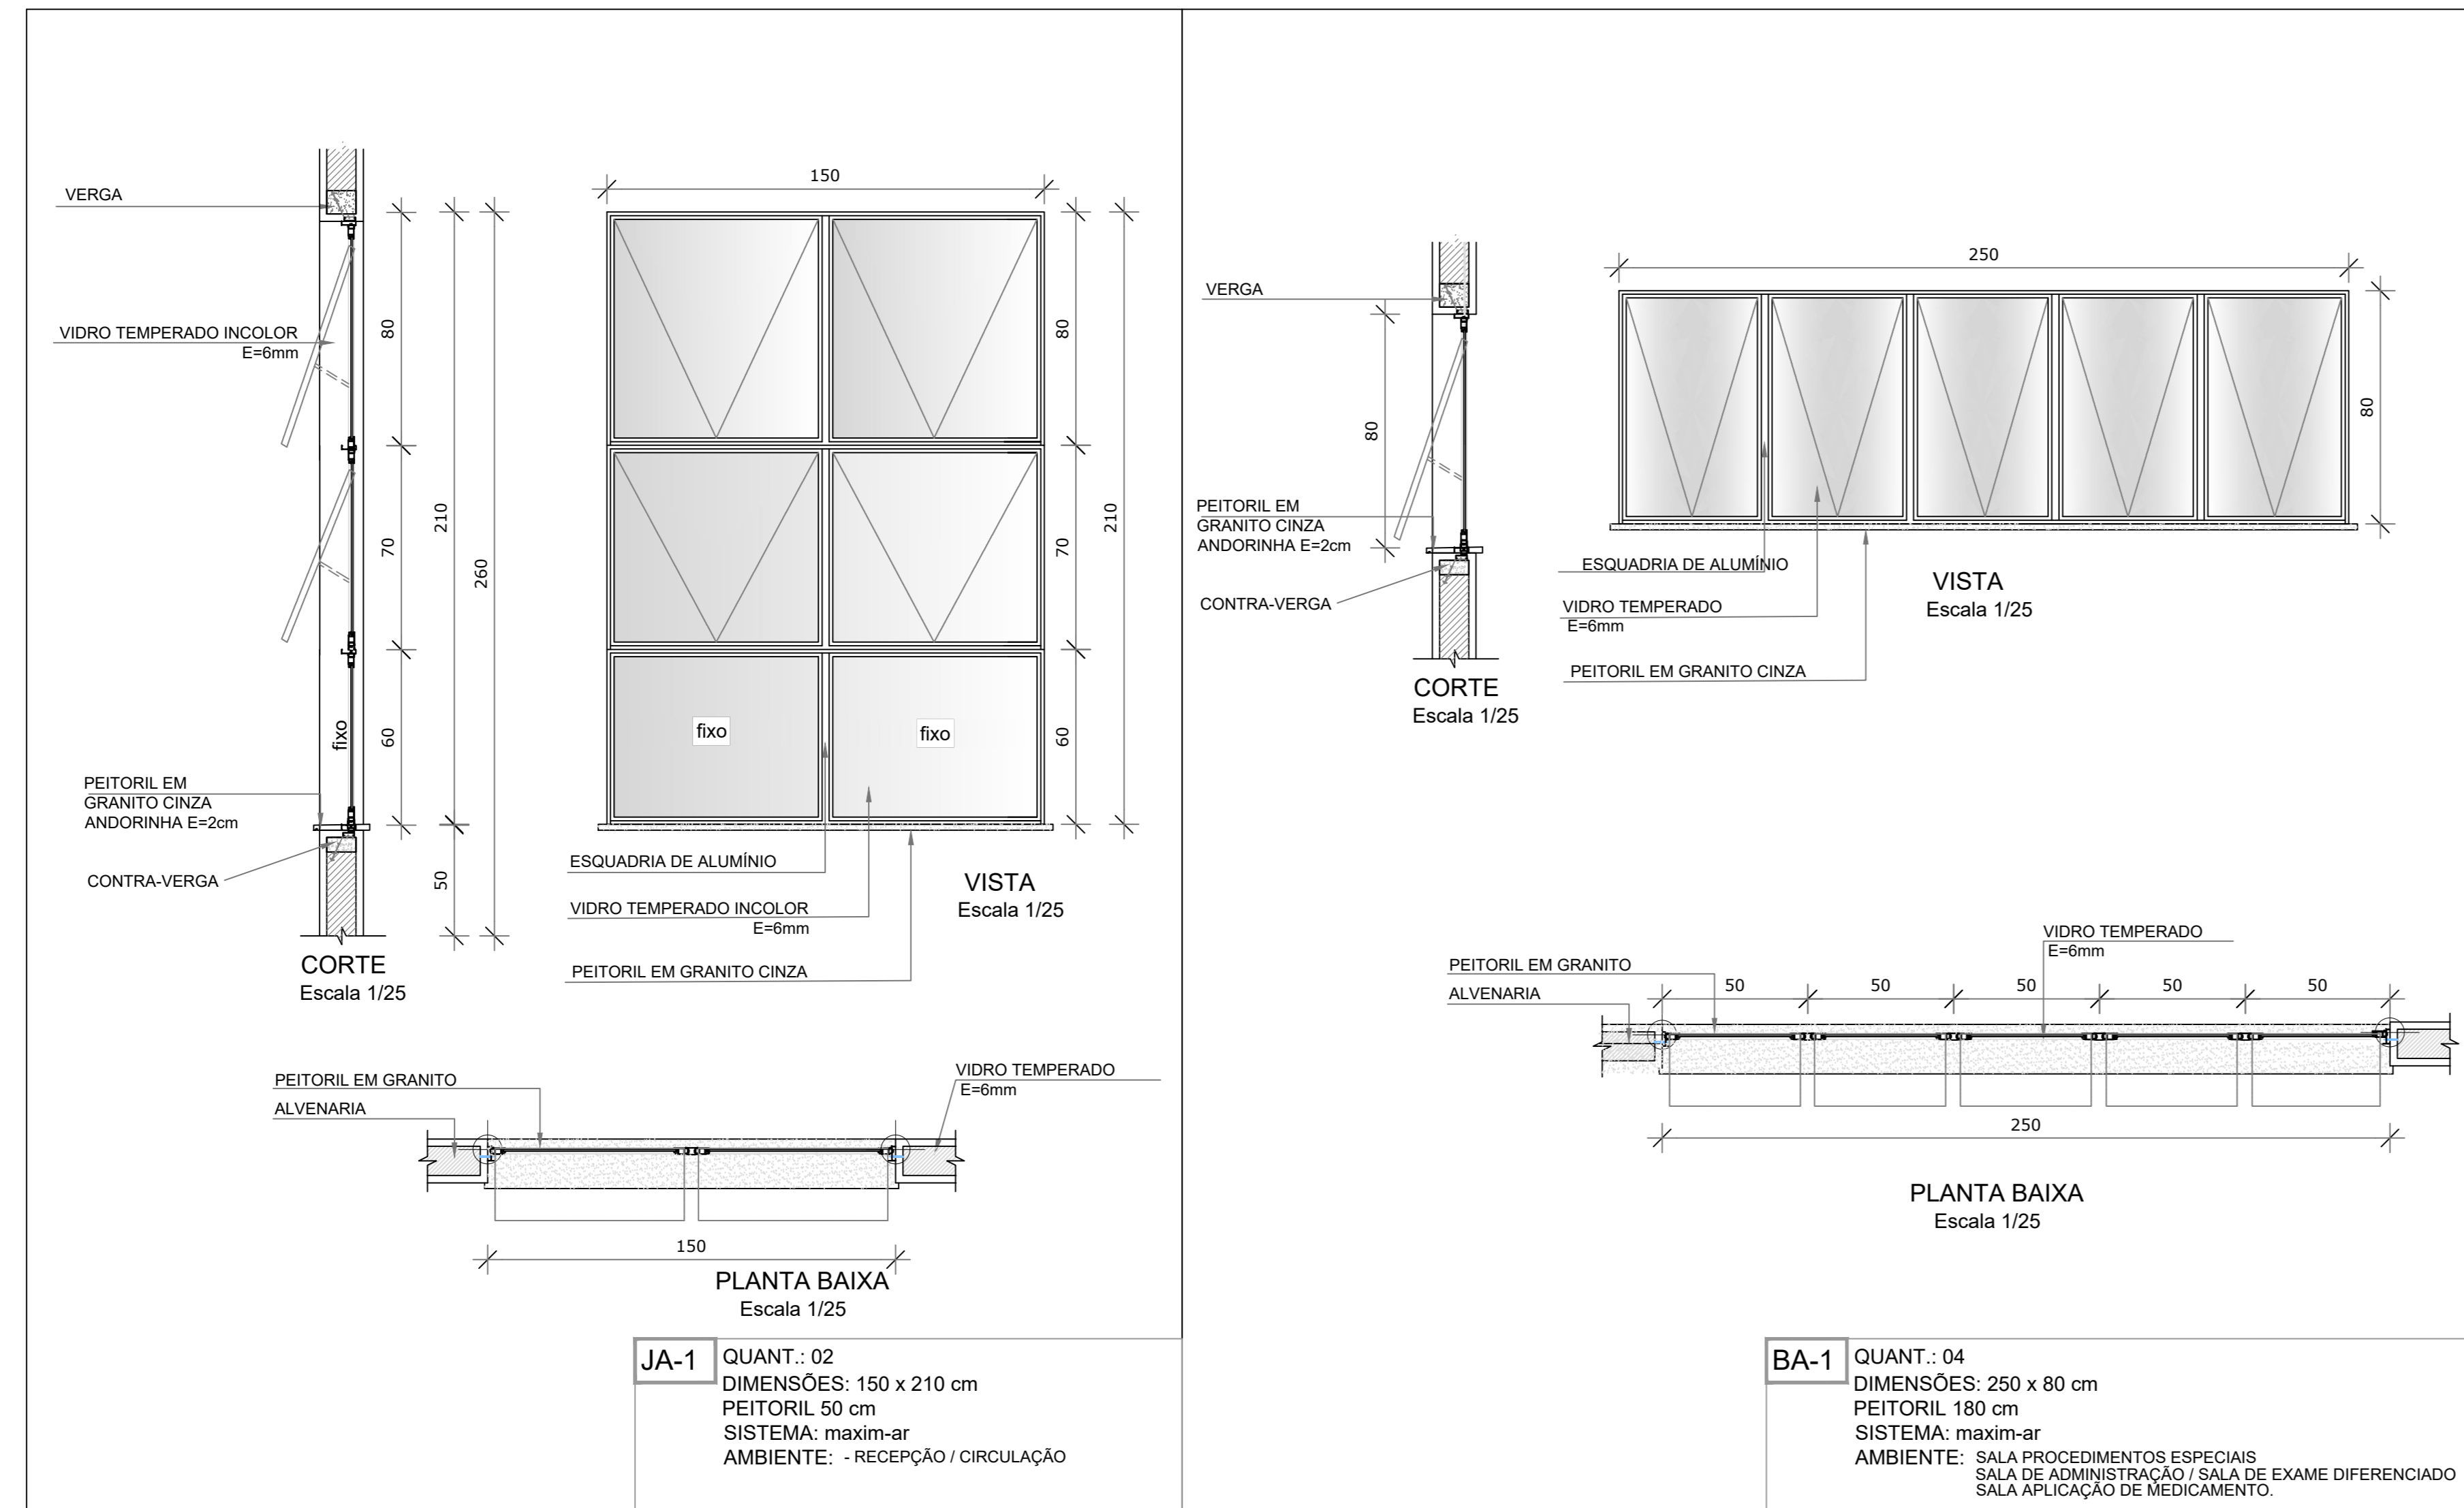 150
VERGA
VIDRO TEMPERADO INCOLOR
E=6mm
80
70
60
210
260
50
fixo
PEITORIL EM
GRANITO CINZA
ANDORINHA E=2cm
CONTRA-VERGA
CORTE
Escala 1/25
fixo
fixo
80
70
60
210
ESQUADRIA DE ALUMÍNIO
VIDRO TEMPERADO INCOLOR
E=6mm
PEITORIL EM GRANITO CINZA
VISTA
Escala 1/25
PEITORIL EM GRANITO
ALVENARIA
VIDRO TEMPERADO
E=6mm
150
PLANTA BAIXA
Escala 1/25
JA-1
QUANT.: 02
DIMENSÕES: 150 x 210 cm
PEITORIL 50 cm
SISTEMA: maxim-ar
AMBIENTE: - RECEPÇÃO / CIRCULAÇÃO
VERGA
80
PEITORIL EM
GRANITO CINZA
ANDORINHA E=2cm
CONTRA-VERGA
CORTE
Escala 1/25
250
80
ESQUADRIA DE ALUMÍNIO
VIDRO TEMPERADO
E=6mm
PEITORIL EM GRANITO CINZA
VISTA
Escala 1/25
VIDRO TEMPERADO
E=6mm
PEITORIL EM GRANITO
ALVENARIA
50 50 50 50 50
250
PLANTA BAIXA
Escala 1/25
BA-1
QUANT.: 04
DIMENSÕES: 250 x 80 cm
PEITORIL 180 cm
SISTEMA: maxim-ar
AMBIENTE: SALA PROCEDIMENTOS ESPECIAIS
SALA DE ADMINISTRAÇÃO / SALA DE EXAME DIFERENCIADO
SALA APLICAÇÃO DE MEDICAMENTO.